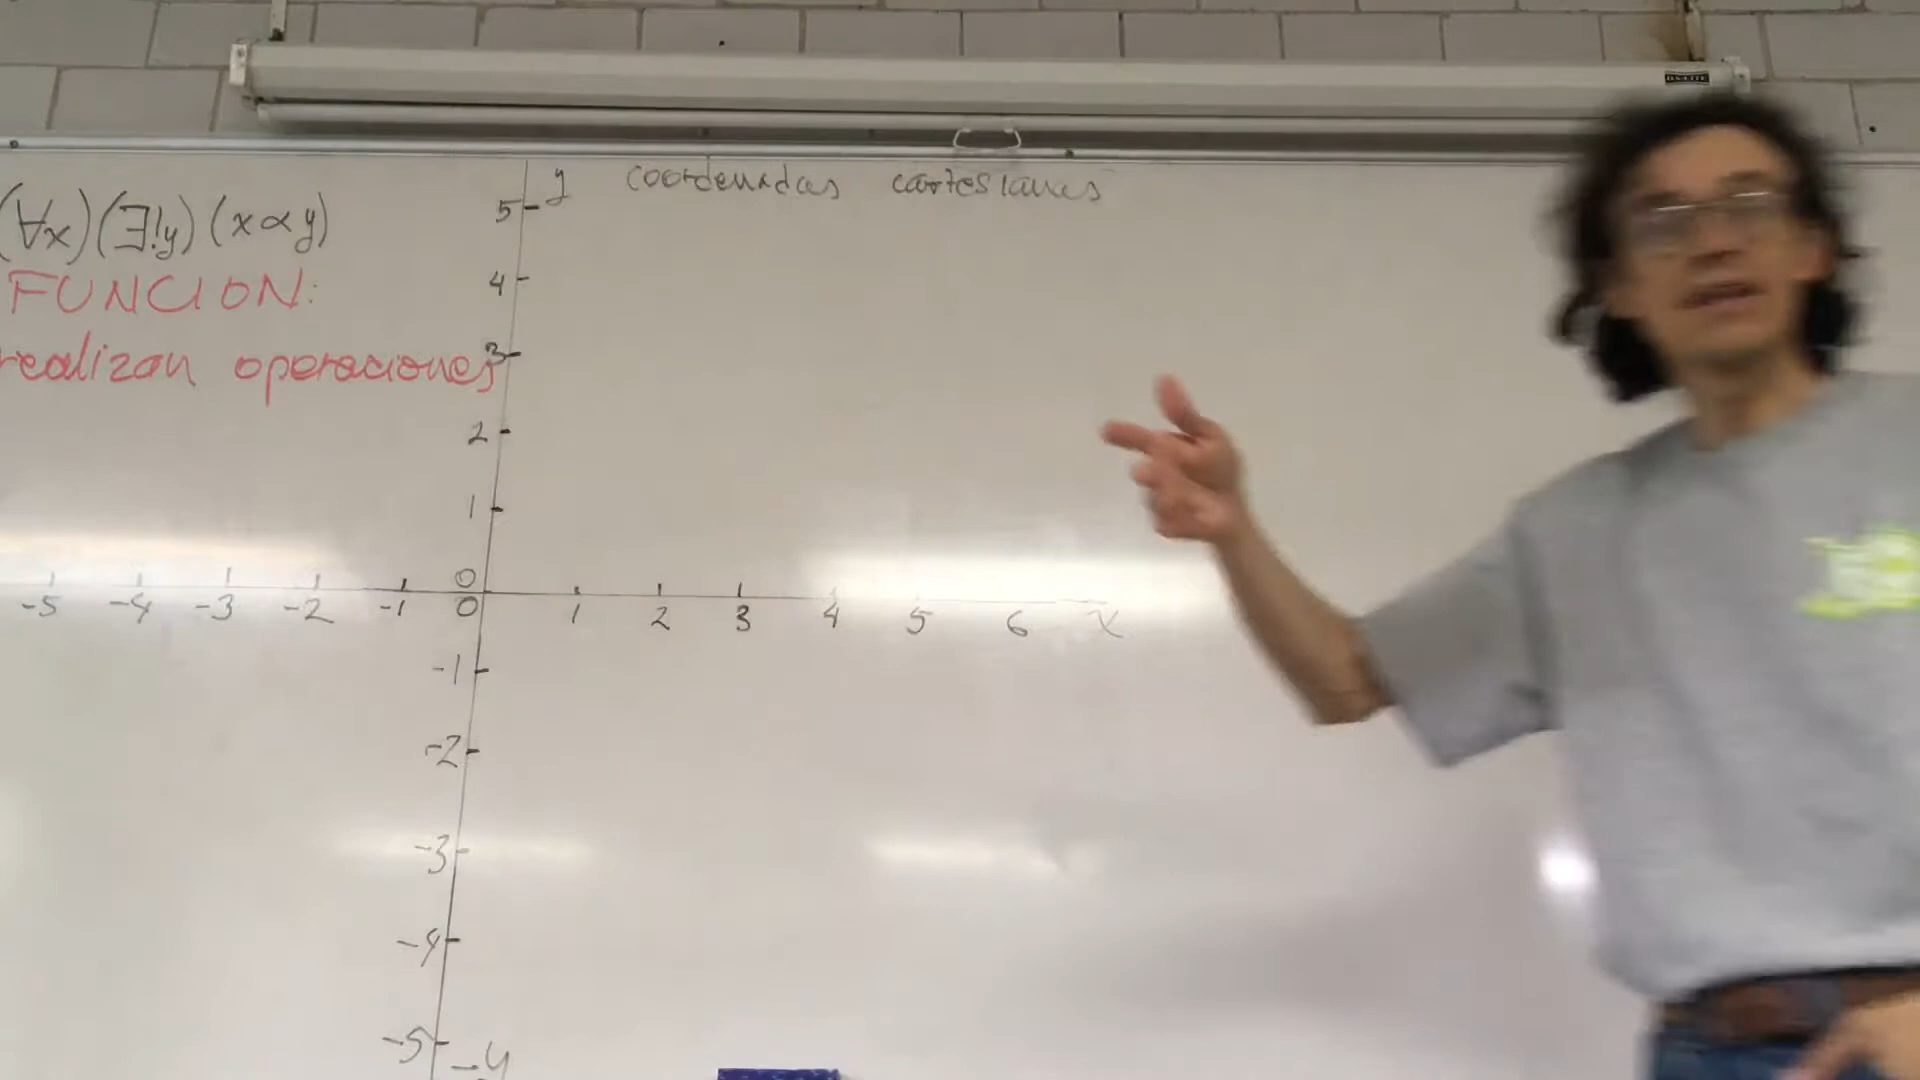 y coordenadas cartesianas
(∀x)(∃!y)(x∝y)
FUNCION:
realizan operaciones
5
4
3
2
1
0
-5 -4 -3 -2 -1 0 1 2 3 4 5 6 x
-1
-2
-3
-4
-5
-y